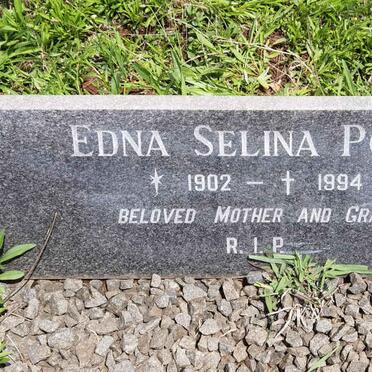 EDNA SELINA
* 1902 – † 1994
BELOVED MOTHER AND
R.I.P.